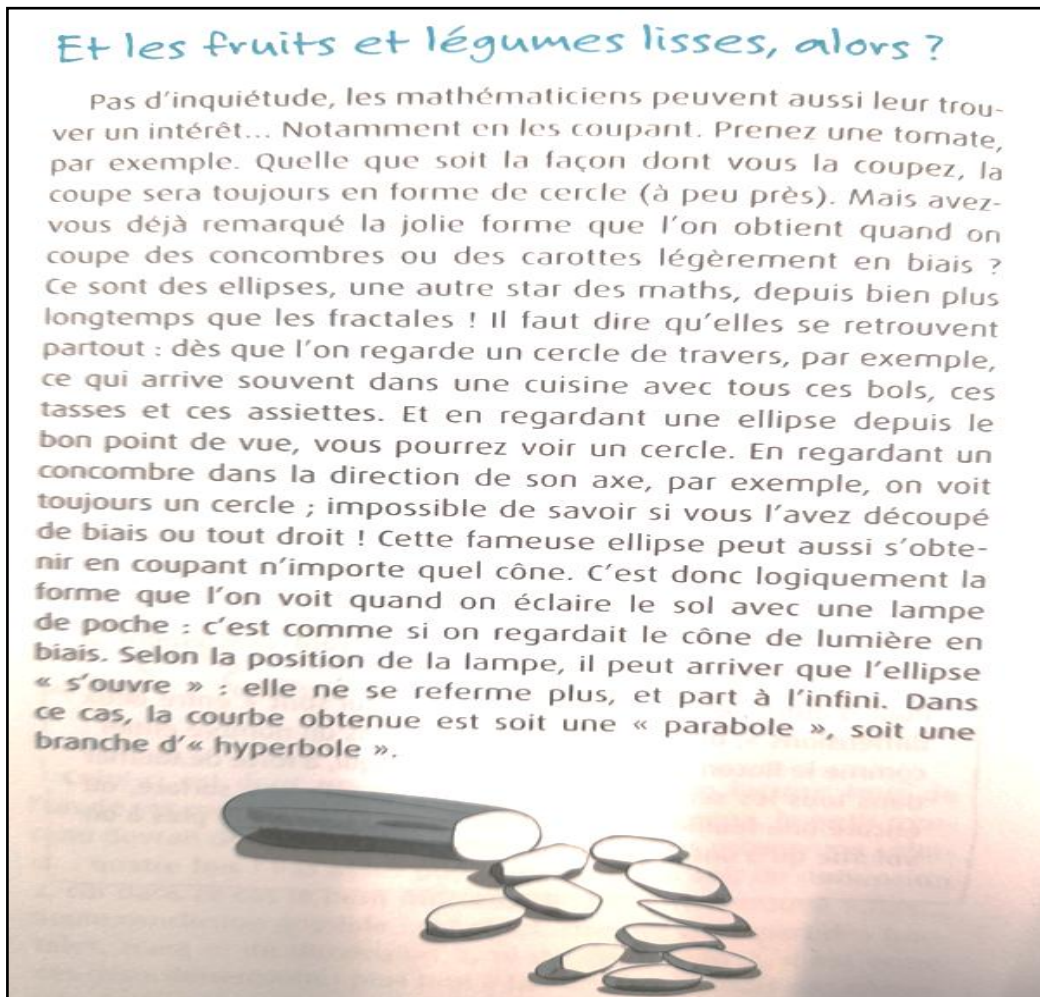 Et les fruits et légumes lisses, alors ?
Pas d'inquiétude, les mathématiciens peuvent aussi leur trou-
ver un intérêt... Notamment en les coupant. Prenez une tomate,
par exemple. Quelle que soit la façon dont vous la coupez, la
coupe sera toujours en forme de cercle (à peu près). Mais avez-
vous déjà remarqué la jolie forme que l'on obtient quand on
coupe des concombres ou des carottes légèrement en biais ?
Ce sont des ellipses, une autre star des maths, depuis bien plus
longtemps que les fractales ! Il faut dire qu'elles se retrouvent
partout : dès que l'on regarde un cercle de travers, par exemple,
ce qui arrive souvent dans une cuisine avec tous ces bols, ces
tasses et ces assiettes. Et en regardant une ellipse depuis le
bon point de vue, vous pourrez voir un cercle. En regardant un
concombre dans la direction de son axe, par exemple, on voit
toujours un cercle ; impossible de savoir si vous l'avez découpé
de biais ou tout droit ! Cette fameuse ellipse peut aussi s'obte-
nir en coupant n'importe quel cône. C'est donc logiquement la
forme que l'on voit quand on éclaire le sol avec une lampe
de poche : c'est comme si on regardait le cône de lumière en
biais. Selon la position de la lampe, il peut arriver que l'ellipse
« s'ouvre » : elle ne se referme plus, et part à l'infini. Dans
ce cas, la courbe obtenue est soit une « parabole », soit une
branche d'« hyperbole ».